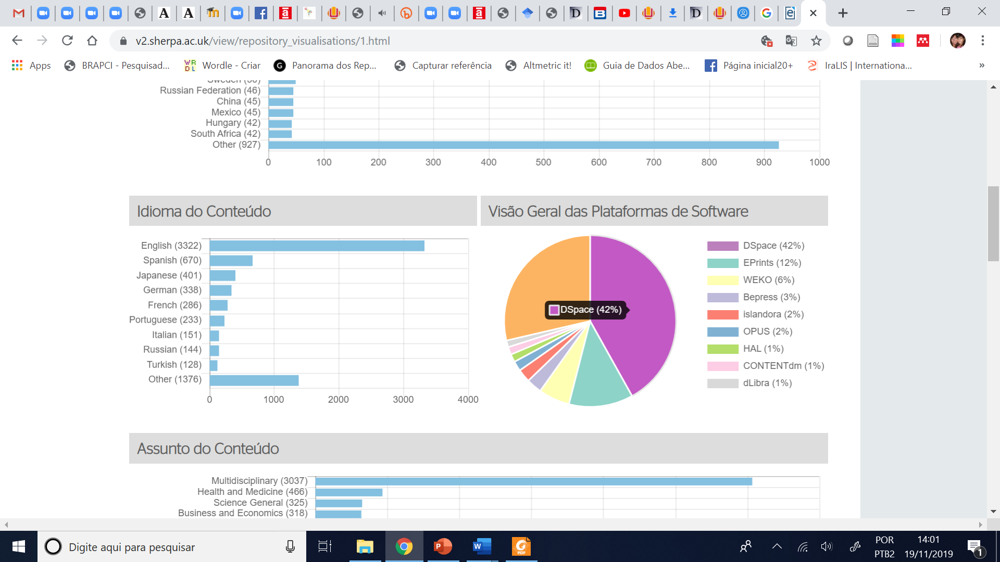 v2.sherpa.ac.uk/view/repository_visualisations/1.html
Apps BRAPCI - Pesquisad... Wordle - Criar Panorama dos Rep... Capturar referência Altmetric it! Guia de Dados Abe... Página inicial20+ IraLIS | Internationa... »
Russian Federation (46)
China (45)
Mexico (45)
Hungary (42)
South Africa (42)
Other (927)
0 100 200 300 400 500 600 700 800 900 1000
Idioma do Conteúdo
English (3322)
Spanish (670)
Japanese (401)
German (338)
French (286)
Portuguese (233)
Italian (151)
Russian (144)
Turkish (128)
Other (1376)
0 1000 2000 3000 4000
Visão Geral das Plataformas de Software
DSpace (42%)
DSpace (42%)
EPrints (12%)
WEKO (6%)
Bepress (3%)
islandora (2%)
OPUS (2%)
HAL (1%)
CONTENTdm (1%)
dLibra (1%)
Assunto do Conteúdo
Multidisciplinary (3037)
Health and Medicine (466)
Science General (325)
Business and Economics (318)
Digite aqui para pesquisar
POR
PTB2
14:01
19/11/2019
1